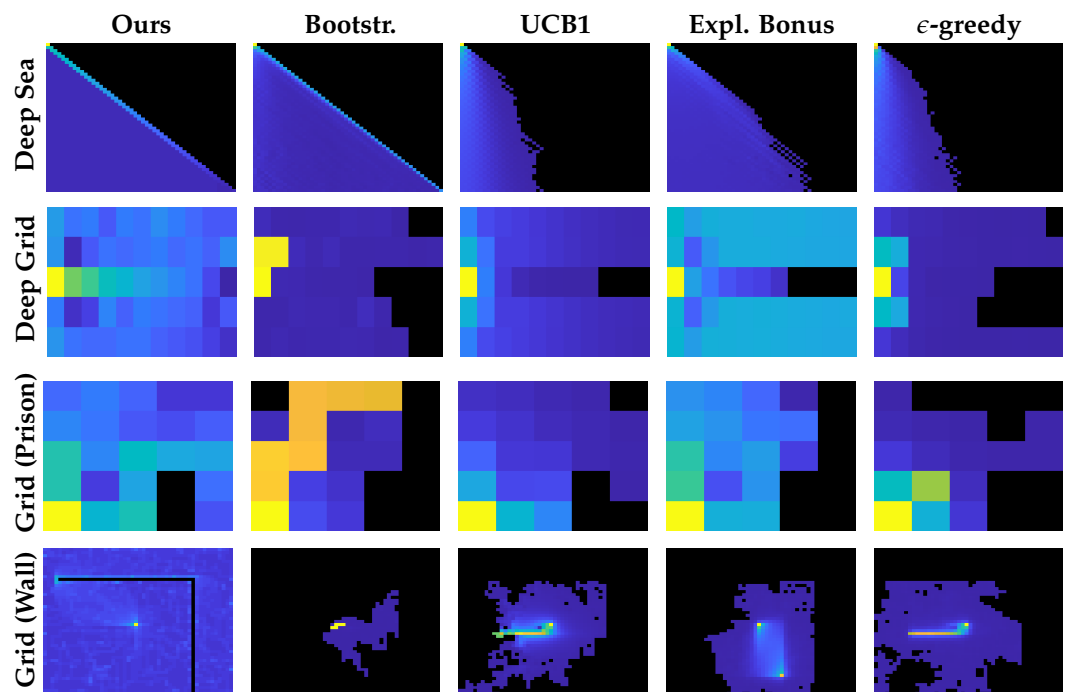 Ours Bootstr. UCB1 Expl. Bonus ϵ-greedy
Deep Sea
Deep Grid
Grid (Prison)
Grid (Wall)